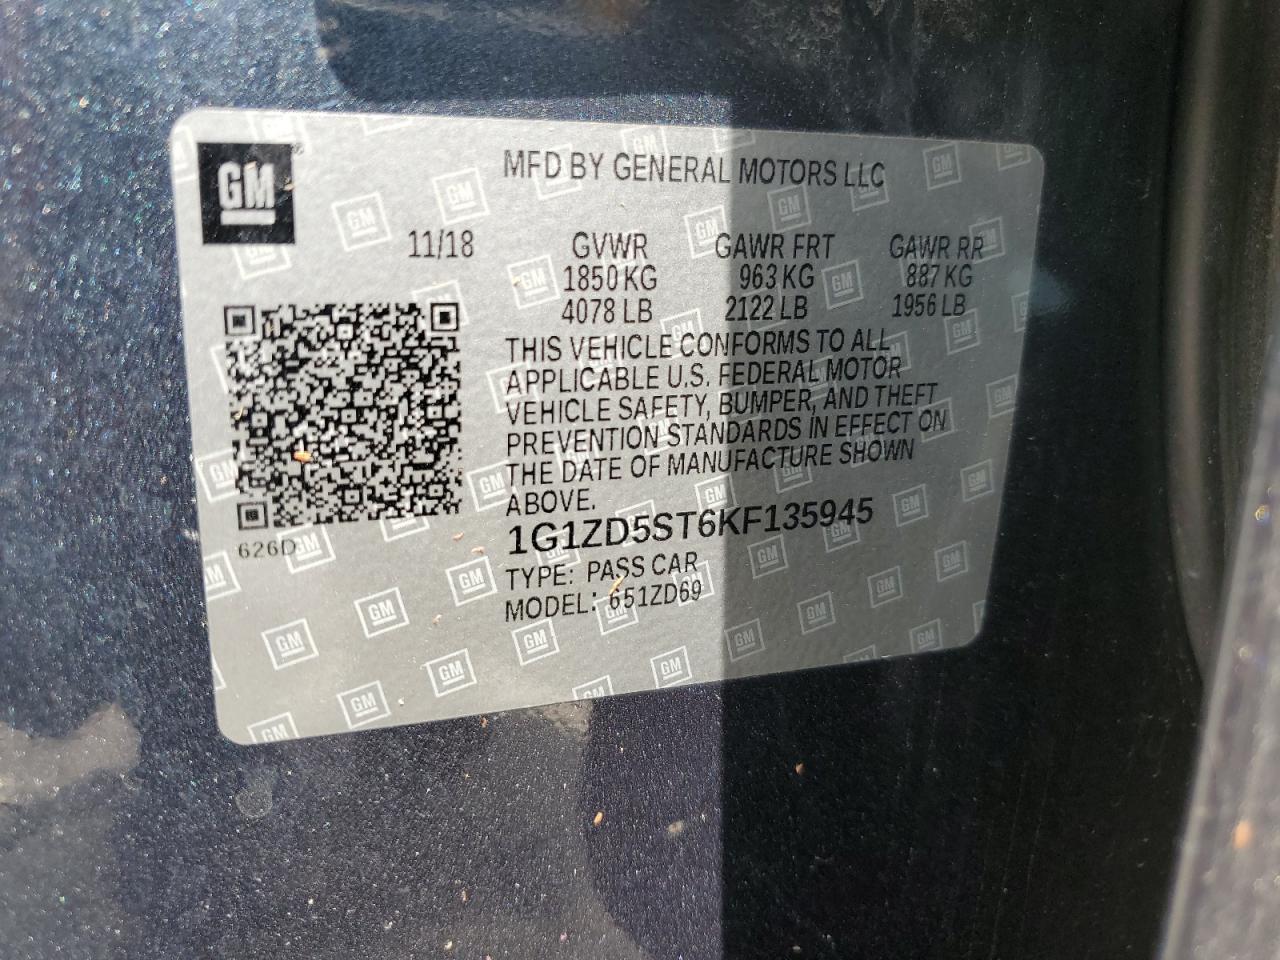 GM
MFD BY GENERAL MOTORS LLC
11/18 GVWR GAWR FRT GAWR RR
1850 KG 963 KG 887 KG
4078 LB 2122 LB 1956 LB
THIS VEHICLE CONFORMS TO ALL
APPLICABLE U.S. FEDERAL MOTOR
VEHICLE SAFETY, BUMPER, AND THEFT
PREVENTION STANDARDS IN EFFECT ON
THE DATE OF MANUFACTURE SHOWN
ABOVE.
626D
1G1ZD5ST6KF135945
TYPE: PASS CAR
MODEL: 651ZD69